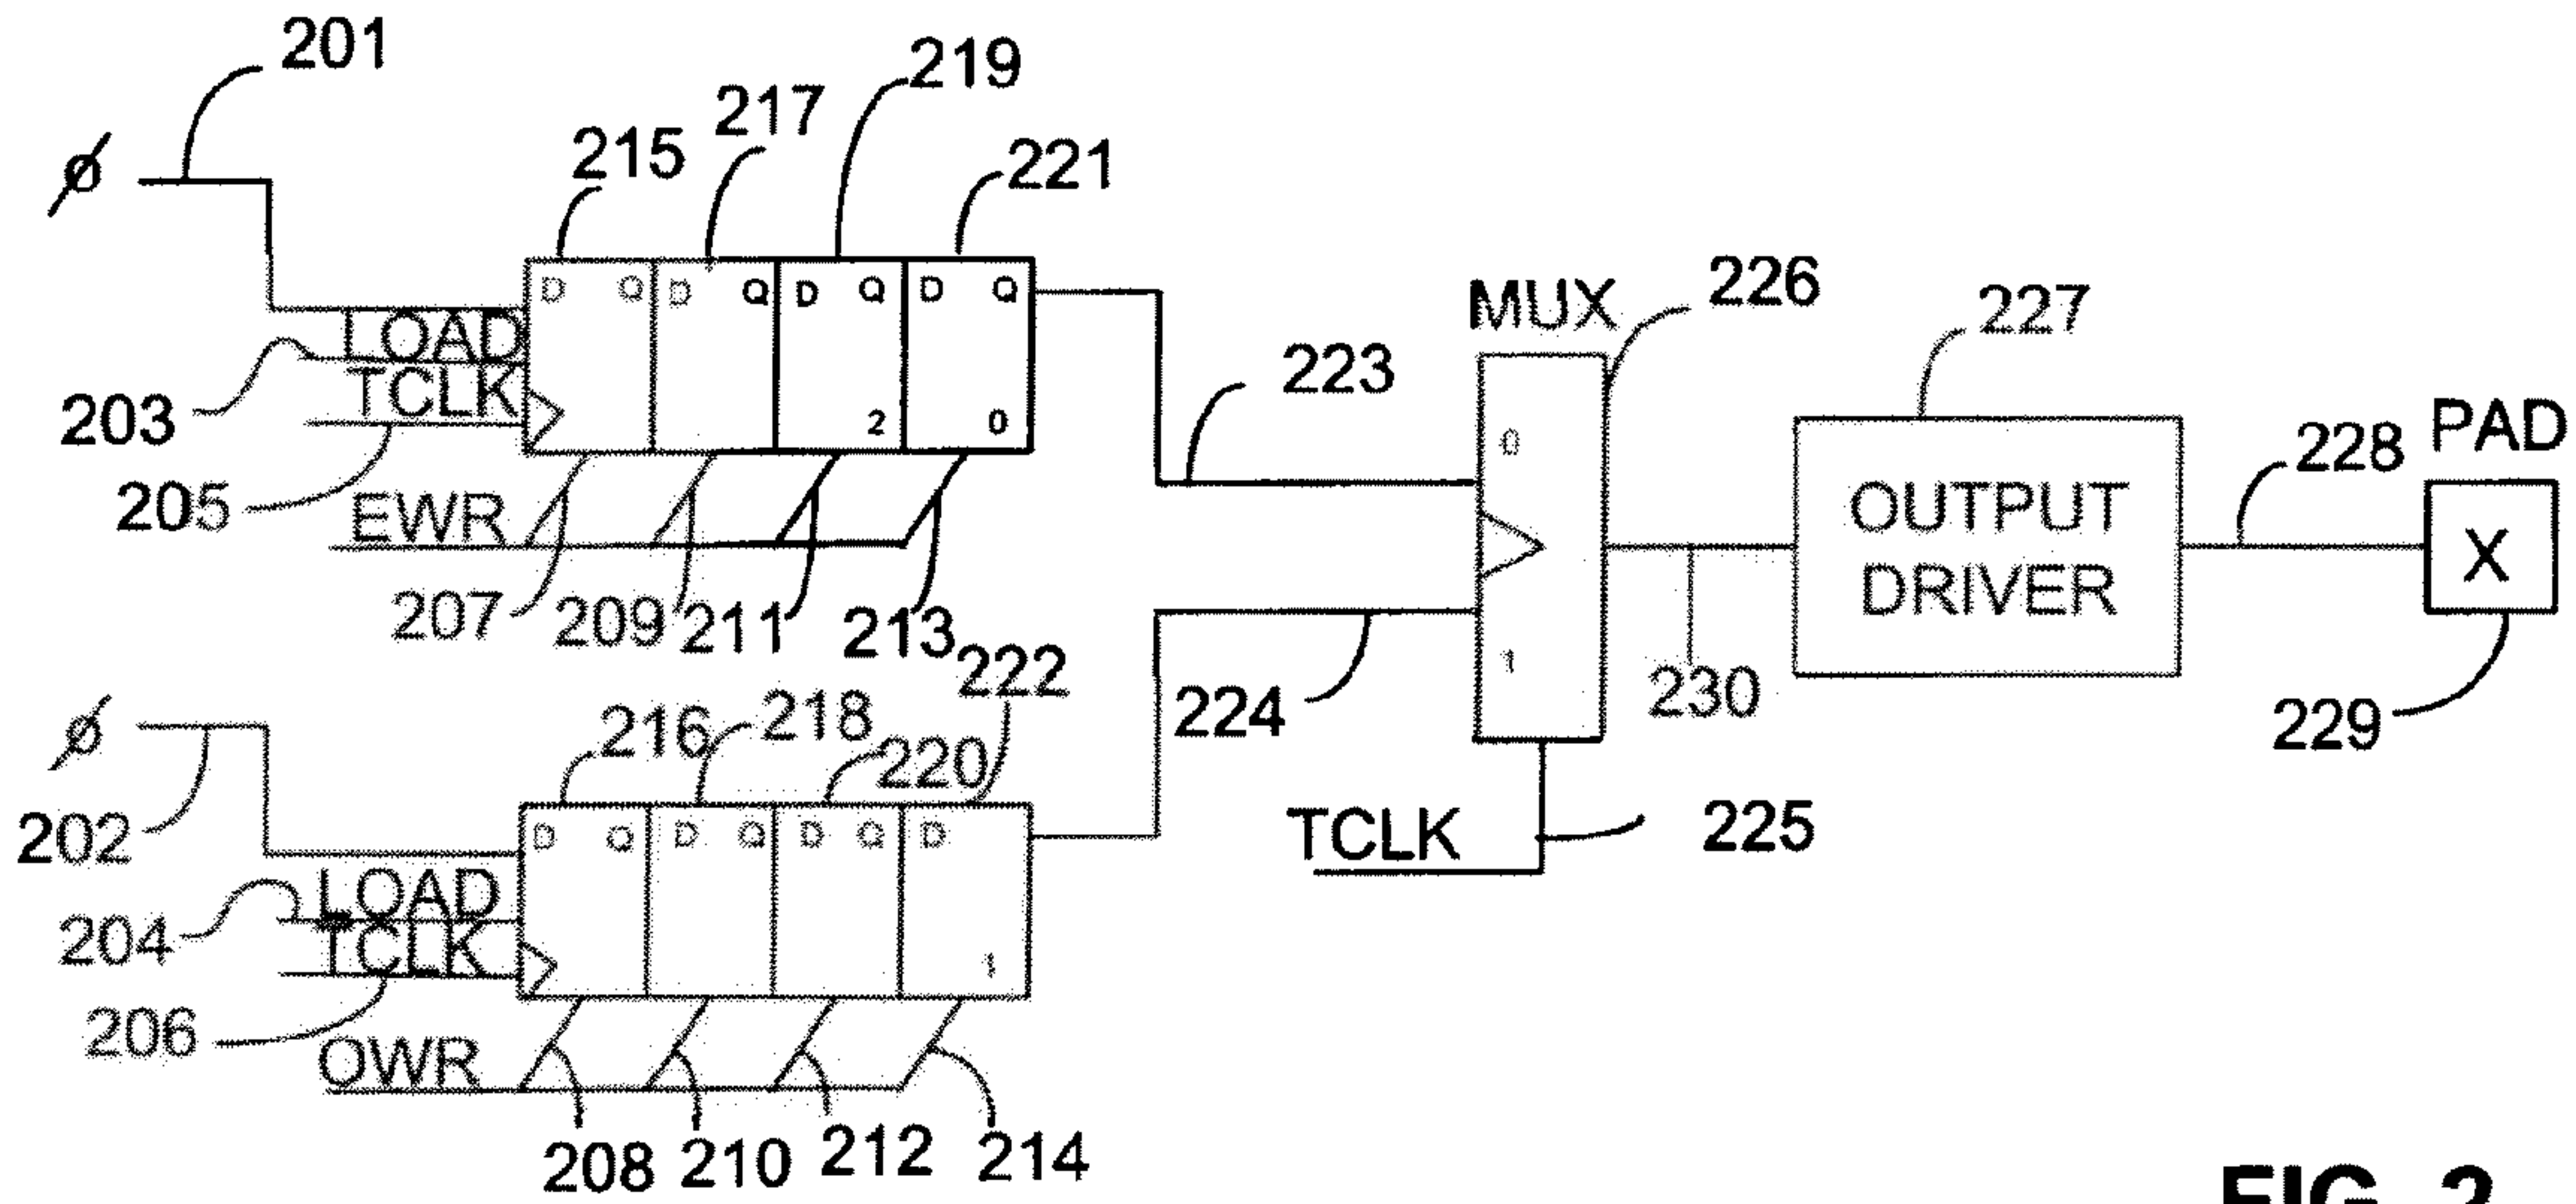 201
219
217
215
221
ø
D Q D Q D Q D Q
MUX
226
227
LOAD
203
TCLK
223
2 0
0
PAD
228
205
EWR
OUTPUT
DRIVER
X
207
209
211
213
222
1
230
224
229
ø
216
218
220
202
D Q D Q D Q D
TCLK
225
LOAD
204
TCLK
1
206
OWR
208
210
212
214
FIG. 2